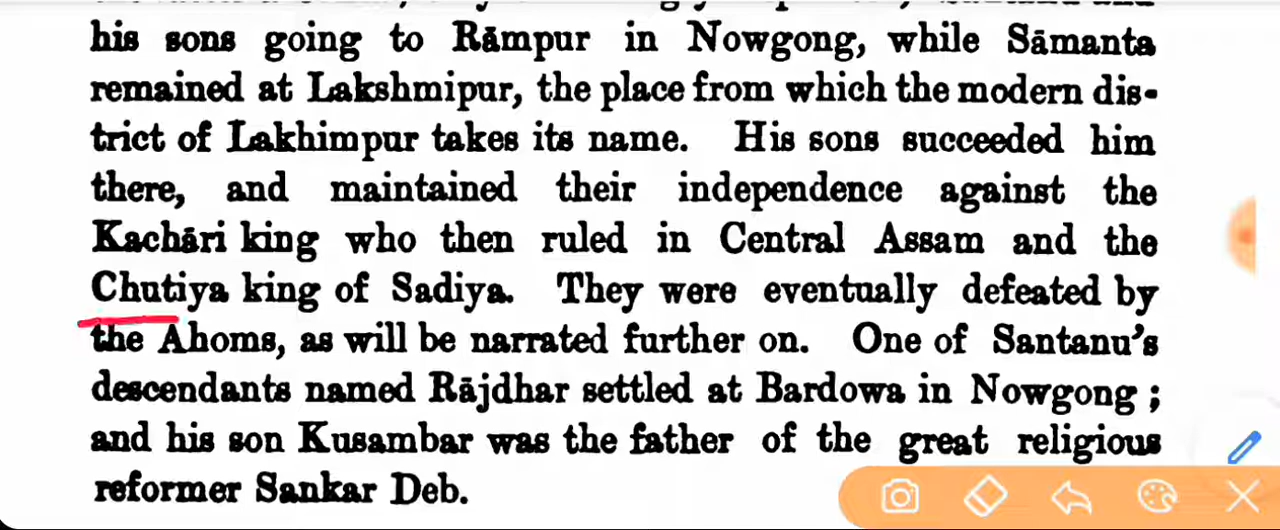 his sons going to Rāmpur in Nowgong, while Sāmanta
remained at Lakshmipur, the place from which the modern dis-
trict of Lakhimpur takes its name. His sons succeeded him
there, and maintained their independence against the
Kachāri king who then ruled in Central Assam and the
Chutiya king of Sadiya. They were eventually defeated by
the Ahoms, as will be narrated further on. One of Santanu's
descendants named Rājdhar settled at Bardowa in Nowgong ;
and his son Kusambar was the father of the great religious
reformer Sankar Deb.